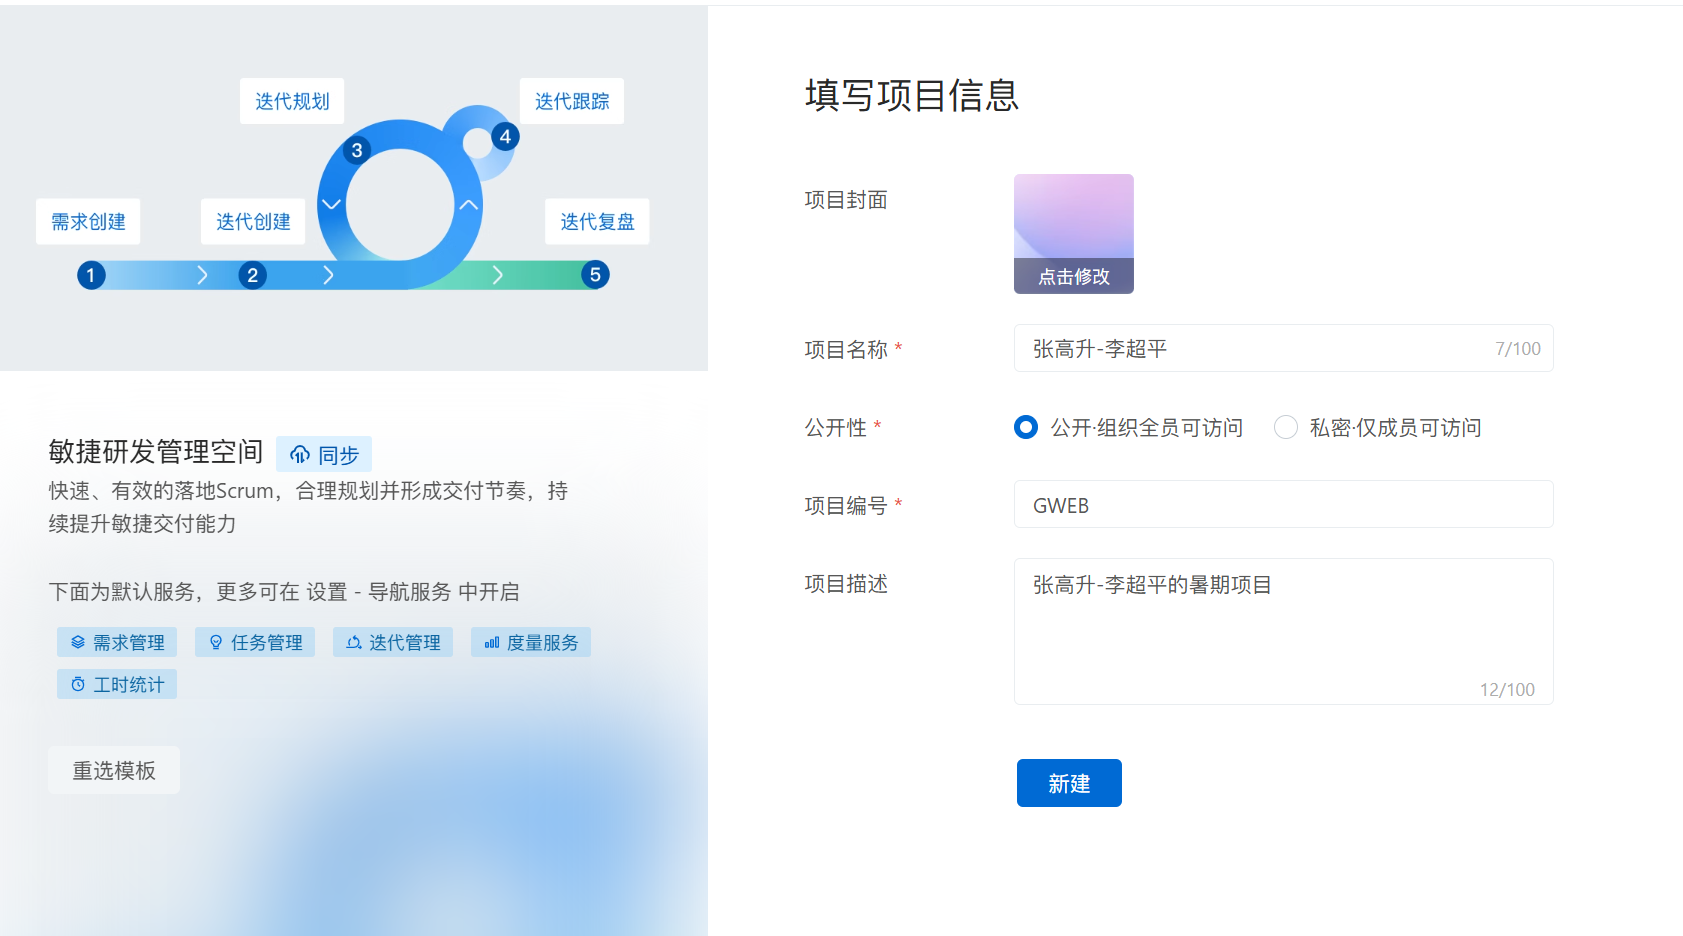 迭代规划
迭代跟踪
3
4
需求创建
迭代创建
迭代复盘
1
2
5
敏捷研发管理空间
同步
快速、有效的落地Scrum，合理规划并形成交付节奏，持
续提升敏捷交付能力
下面为默认服务，更多可在 设置 - 导航服务 中开启
需求管理
任务管理
迭代管理
度量服务
工时统计
重选模板
填写项目信息
项目封面
点击修改
项目名称 *
张高升-李超平
7/100
公开性 *
公开·组织全员可访问
私密·仅成员可访问
项目编号 *
GWEB
项目描述
张高升-李超平的暑期项目
12/100
新建